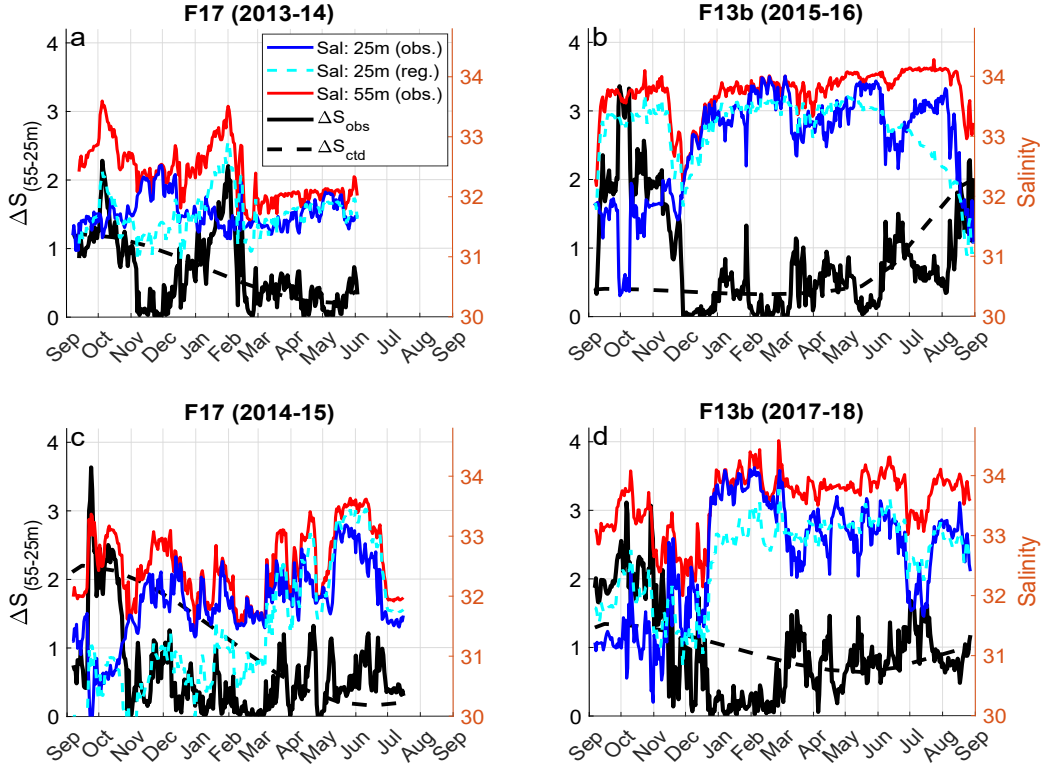 F17 (2013-14)
F13b (2015-16)
a
Sal: 25m (obs.)
Sal: 25m (reg.)
Sal: 55m (obs.)
ΔS_obs
ΔS_ctd
b
4
3
2
1
0
34
33
32
31
30
4
3
2
1
0
34
33
32
31
30
ΔS_(55-25m)
Salinity
Sep Oct Nov Dec Jan Feb Mar Apr May Jun Jul Aug Sep
Sep Oct Nov Dec Jan Feb Mar Apr May Jun Jul Aug Sep
F17 (2014-15)
F13b (2017-18)
c
d
4
3
2
1
0
34
33
32
31
30
4
3
2
1
0
34
33
32
31
30
ΔS_(55-25m)
Salinity
Sep Oct Nov Dec Jan Feb Mar Apr May Jun Jul Aug Sep
Sep Oct Nov Dec Jan Feb Mar Apr May Jun Jul Aug Sep